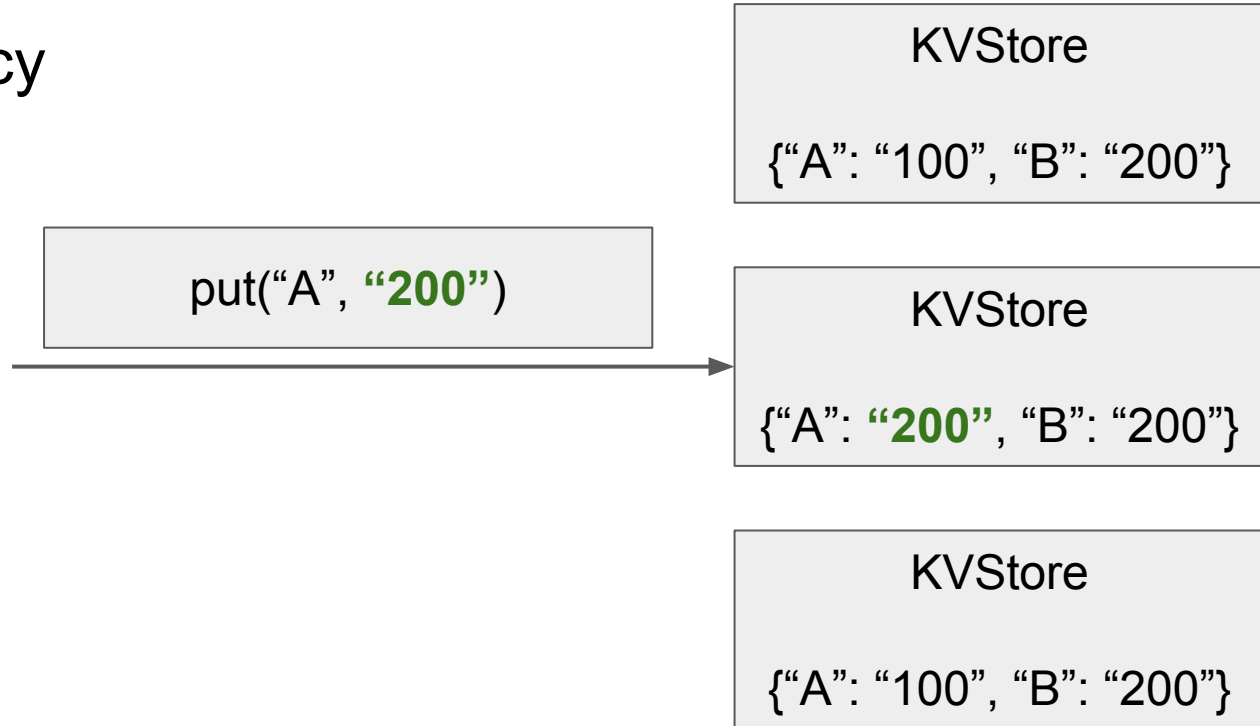 cy
KVStore
{“A”: “100”, “B”: “200”}
put(“A”, “200”)
KVStore
{“A”: “200”, “B”: “200”}
KVStore
{“A”: “100”, “B”: “200”}